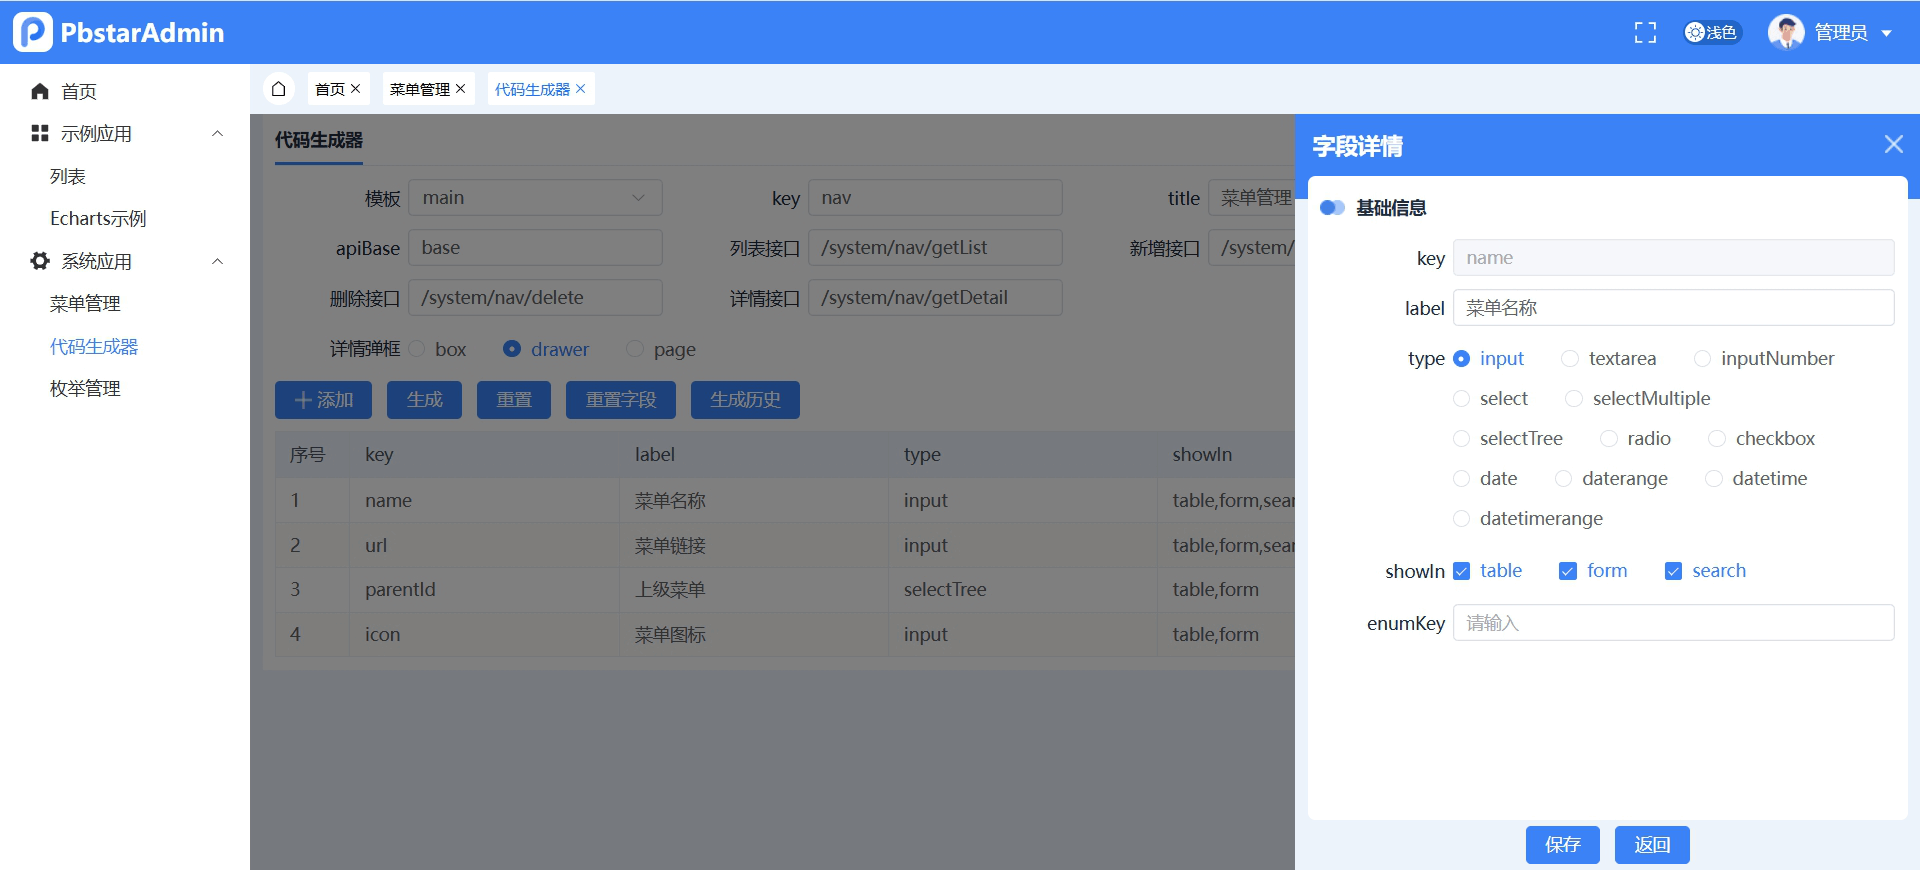 PbstarAdmin
浅色
管理员
首页
示例应用
列表
Echarts示例
系统应用
菜单管理
代码生成器
枚举管理
首页
菜单管理
代码生成器
代码生成器
模板 main
key nav
title 菜单管理
apiBase base
列表接口 /system/nav/getList
新增接口 /system/
删除接口 /system/nav/delete
详情接口 /system/nav/getDetail
详情弹框 box drawer page
添加 生成 重置 重置字段 生成历史
序号 key label type showIn
1 name 菜单名称 input table,form,sear
2 url 菜单链接 input table,form,sear
3 parentId 上级菜单 selectTree table,form
4 icon 菜单图标 input table,form
字段详情
基础信息
key name
label 菜单名称
type input textarea inputNumber
select selectMultiple
selectTree radio checkbox
date daterange datetime
datetimerange
showIn table form search
enumKey 请输入
保存 返回